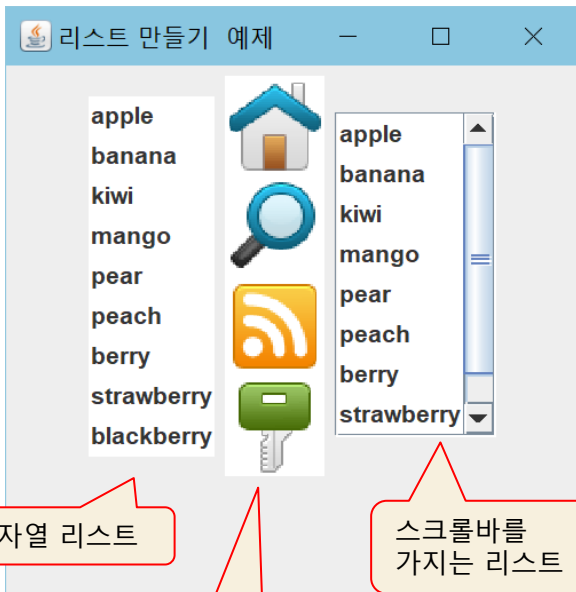 리스트 만들기 예제
apple
banana
kiwi
mango
pear
peach
berry
strawberry
blackberry
apple
banana
kiwi
mango
pear
peach
berry
strawberry
자열 리스트
스크롤바를
가지는 리스트